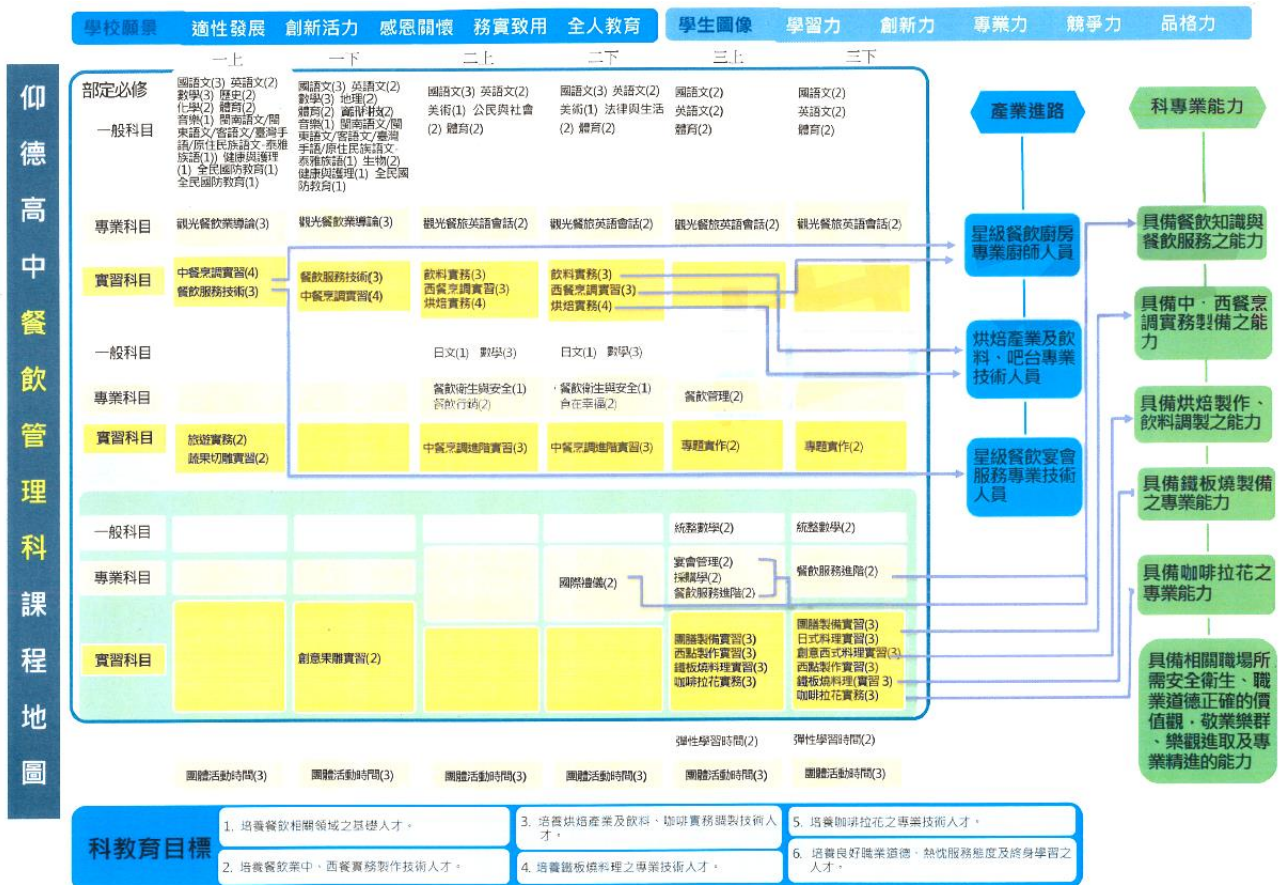 學校願景 適性發展 創新活力 感恩關懷 務實致用 全人教育 學生圖像 學習力 創新力 專業力 競爭力 品格力
仰德高中餐飲管理科課程地圖
一上 一下 二上 二下 三上 三下
部定必修
一般科目
國語文(3) 英語文(2)
數學(3) 歷史(2)
化學(2) 體育(2)
音樂(1) 閩南語文/閩
東語文/客語文/臺灣手
語/原住民族語文-泰雅
族語(1)) 健康與護理
(1) 全民國防教育(1)
全民國防教育(1)
國語文(3) 英語文(2)
數學(3) 地理(2)
體育(2) 資訊科技(2)
音樂(1) 閩南語文/閩
東語文/客語文/臺灣
手語/原住民族語文-
泰雅族語(1) 生物(2)
健康與護理(1) 全民國
防教育(1)
國語文(3) 英語文(2)
美術(1) 公民與社會
(2) 體育(2)
國語文(3) 英語文(2)
美術(1) 法律與生活
(2) 體育(2)
國語文(2)
英語文(2)
體育(2)
國語文(2)
英語文(2)
體育(2)
專業科目
觀光餐飲業導論(3)
觀光餐飲業導論(3)
觀光餐旅英語會話(2)
觀光餐旅英語會話(2)
觀光餐旅英語會話(2)
觀光餐旅英語會話(2)
實習科目
中餐烹調實習(4)
餐飲服務技術(3)
餐飲服務技術(3)
中餐烹調實習(4)
飲料實務(3)
西餐烹調實習(3)
烘焙實務(4)
飲料實務(3)
西餐烹調實習(3)
烘焙實務(4)
一般科目
日文(1) 數學(3)
日文(1) 數學(3)
專業科目
餐飲衛生與安全(1)
餐飲行銷(2)
·餐飲衛生與安全(1)
食在幸福(2)
餐飲管理(2)
實習科目
旅遊實務(2)
蔬果切雕實習(2)
中餐烹調進階實習(3)
中餐烹調進階實習(3)
專題實作(2)
專題實作(2)
一般科目
統整數學(2)
統整數學(2)
專業科目
國際禮儀(2)
宴會管理(2)
採購學(2)
餐飲服務進階(2)
餐飲服務進階(2)
實習科目
創意果雕實習(2)
團膳製備實習(3)
西點製作實習(3)
鐵板燒料理實習(3)
咖啡拉花實務(3)
團膳製備實習(3)
日式料理實習(3)
創意西式料理實習(3)
西點製作實習(3)
鐵板燒料理(實習 3)
咖啡拉花實務(3)
彈性學習時間(2)
彈性學習時間(2)
團體活動時間(3)
團體活動時間(3)
團體活動時間(3)
團體活動時間(3)
團體活動時間(3)
團體活動時間(3)
產業進路
星級餐飲廚房
專業廚師人員
烘焙產業及飲
料、吧台專業
技術人員
星級餐飲宴會
服務專業技術
人員
科專業能力
具備餐飲知識與
餐飲服務之能力
具備中．西餐烹
調實務製備之能
力
具備烘焙製作、
飲料調製之能力
具備鐵板燒製備
之專業能力
具備咖啡拉花之
專業能力
具備相關職場所
需安全衛生、職
業道德正確的價
值觀．敬業樂群
、樂觀進取及專
業精進的能力
科教育目標
1. 培養餐飲相關領域之基礎人才。
2. 培養餐飲業中、西餐實務製作技術人才。
3. 培養烘焙產業及飲料、咖啡實務調製技術人
才。
4. 培養鐵板燒料理之專業技術人才。
5. 培養咖啡拉花之專業技術人才。
6. 培養良好職業道德、熱忱服務態度及終身學習之
人才。